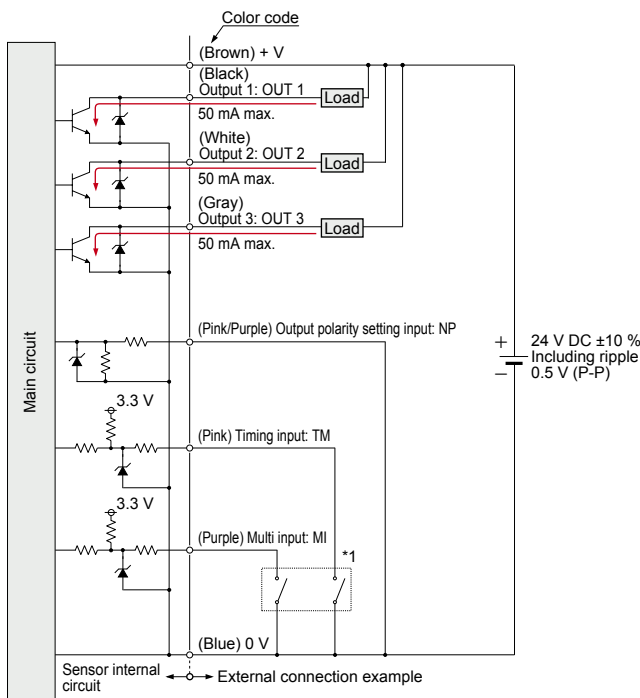 Color code
(Brown) + V
(Black)
Output 1: OUT 1
Load
50 mA max.
(White)
Output 2: OUT 2
Load
50 mA max.
(Gray)
Output 3: OUT 3
Load
50 mA max.
Main circuit
(Pink/Purple) Output polarity setting input: NP
+
−
24 V DC ±10 %
Including ripple
0.5 V (P-P)
3.3 V
(Pink) Timing input: TM
3.3 V
(Purple) Multi input: MI
*1
(Blue) 0 V
Sensor internal
circuit
External connection example